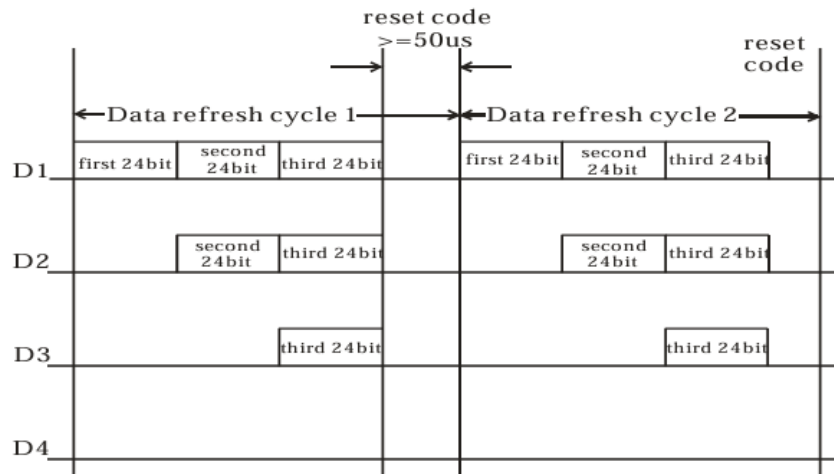 reset code
>=50us
reset
code
Data refresh cycle 1
Data refresh cycle 2
D1
first 24bit
second
24bit
third 24bit
first 24bit
second
24bit
third 24bit
D2
second
24bit
third 24bit
second
24bit
third 24bit
D3
third 24bit
third 24bit
D4